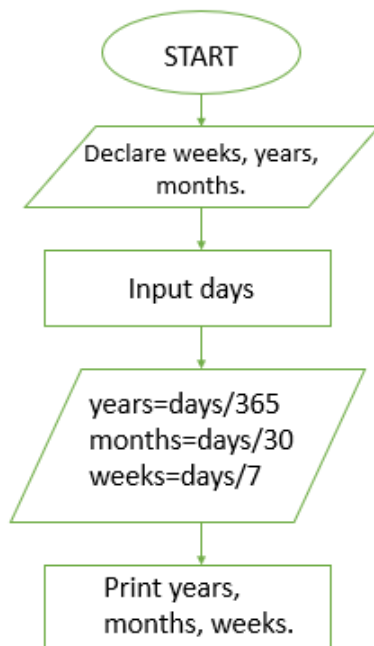 START
Declare weeks, years,
months.
Input days
years=days/365
months=days/30
weeks=days/7
Print years,
months, weeks.